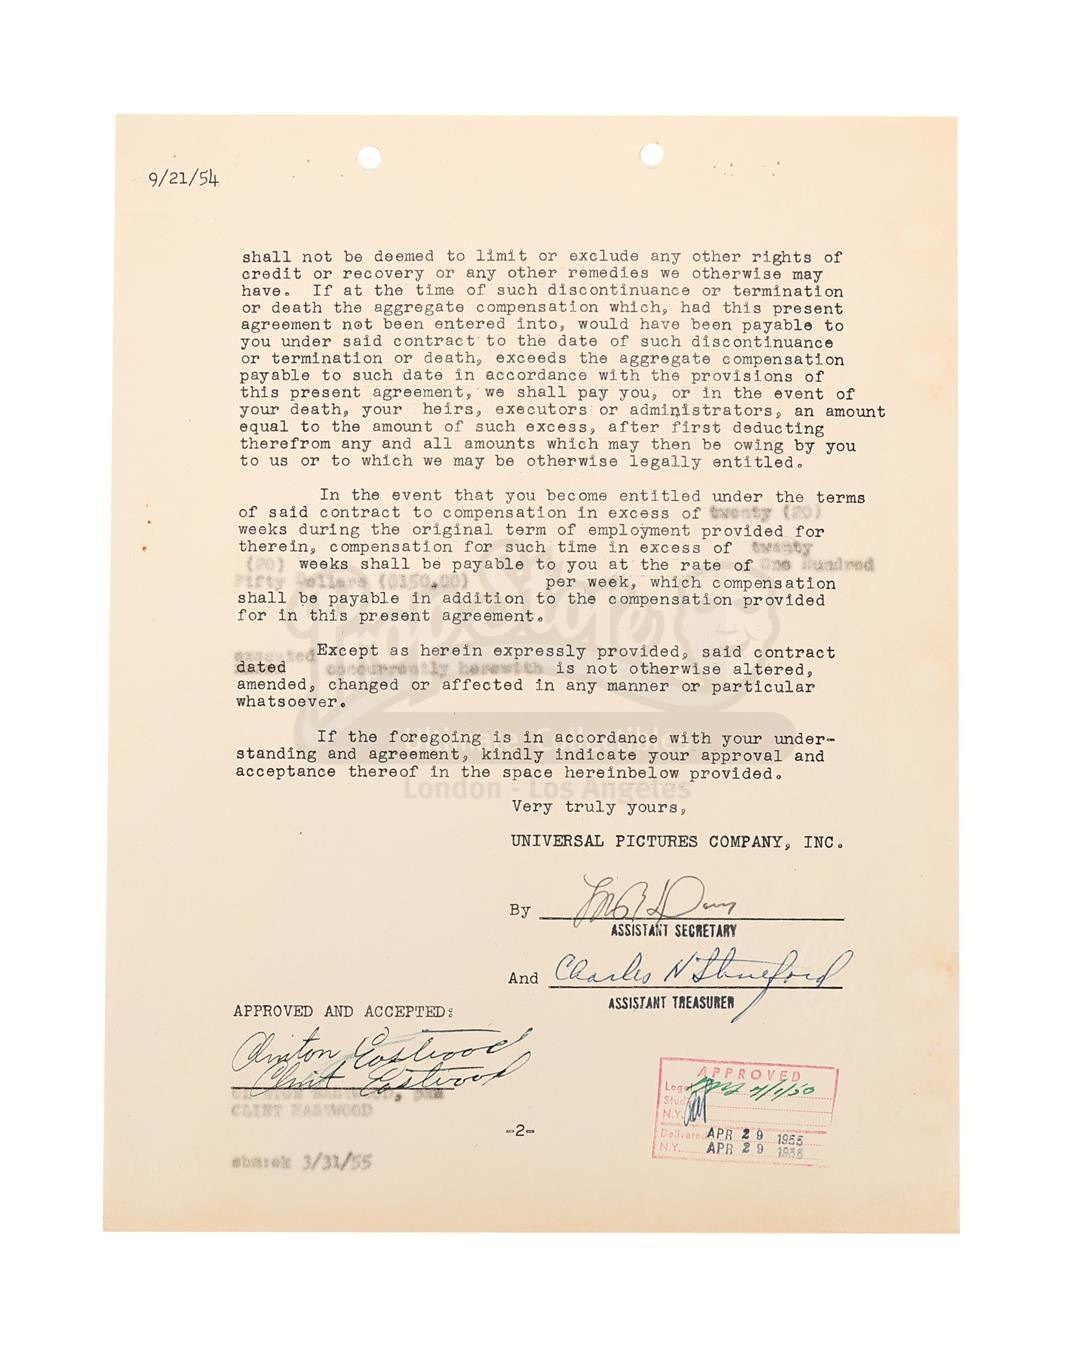 9/21/54
shall not be deemed to limit or exclude any other rights of
credit or recovery or any other remedies we otherwise may
have. If at the time of such discontinuance or termination
or death the aggregate compensation which, had this present
agreement not been entered into, would have been payable to
you under said contract to the date of such discontinuance
or termination or death, exceeds the aggregate compensation
payable to such date in accordance with the provisions of
this present agreement, we shall pay you, or in the event of
your death, your heirs, executors or administrators, an amount
equal to the amount of such excess, after first deducting
therefrom any and all amounts which may then be owing by you
to us or to which we may be otherwise legally entitled.
In the event that you become entitled under the terms
of said contract to compensation in excess of twenty (20)
weeks during the original term of employment provided for
therein, compensation for such time in excess of twenty
(20) weeks shall be payable to you at the rate of One Hundred
Fifty Dollars ($150.00) per week, which compensation
shall be payable in addition to the compensation provided
for in this present agreement.
Except as herein expressly provided, said contract
executed
dated concurrently herewith is not otherwise altered,
amended, changed or affected in any manner or particular
whatsoever.
If the foregoing is in accordance with your under-
standing and agreement, kindly indicate your approval and
acceptance thereof in the space hereinbelow provided.
Prop Store
Ultimate Collectibles
London - Los Angeles
Very truly yours,
UNIVERSAL PICTURES COMPANY, INC.
By
ASSISTANT SECRETARY
And Charles N
ASSISTANT TREASURER
APPROVED AND ACCEPTED:
Clinton Eastwood
Clint Eastwood
CLINTON EASTWOOD,
CLINT EASTWOOD
-2-
3/31/55
APPROVED
Legal
N.Y.
Delivered APR 29 1955
N.Y. APR 29 1955